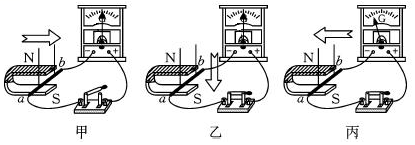 N b a S + 甲
N b a S + 乙
G N b a S + 丙